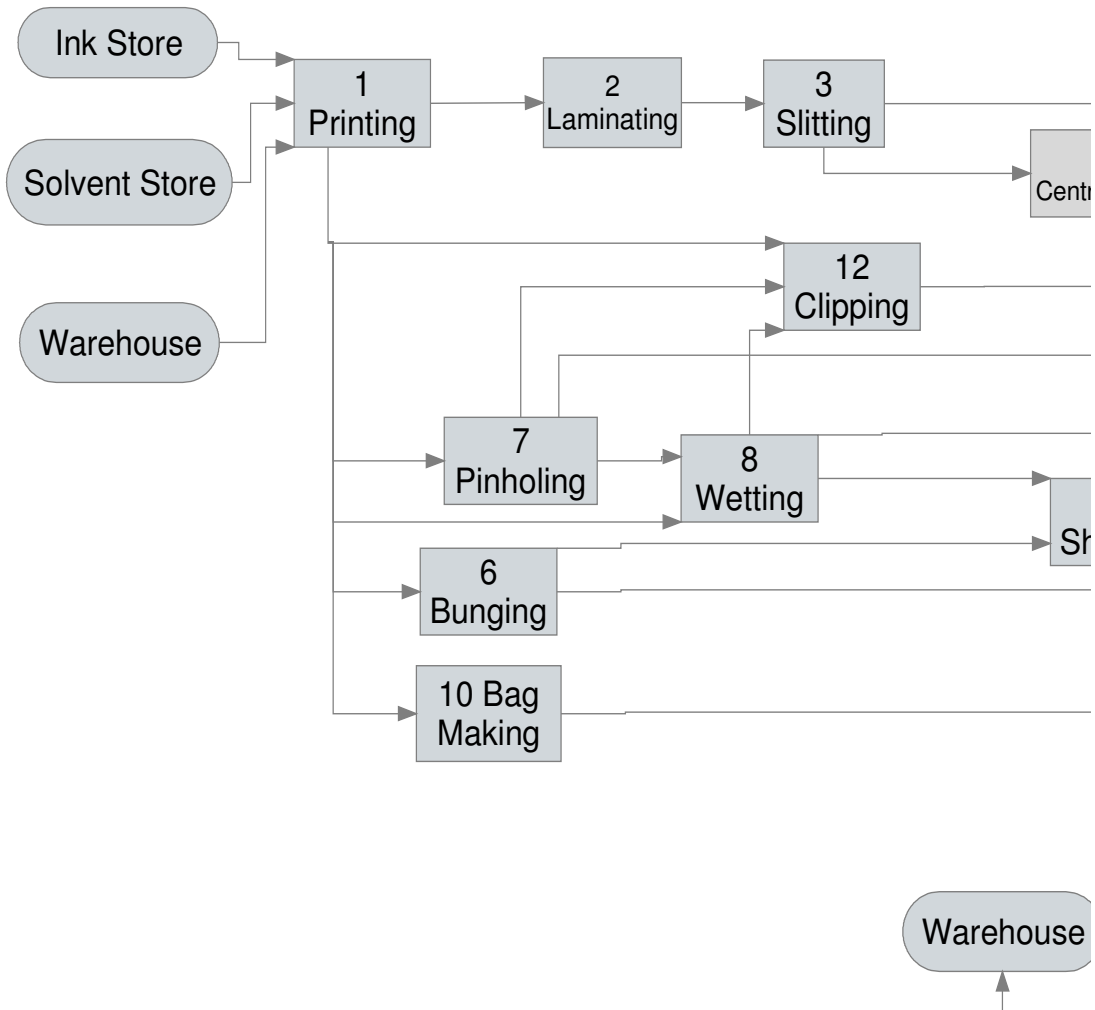 Ink Store
1
Printing
2
Laminating
3
Slitting
Solvent Store
Warehouse
12
Clipping
7
Pinholing
8
Wetting
6
Bunging
10 Bag
Making
Warehouse